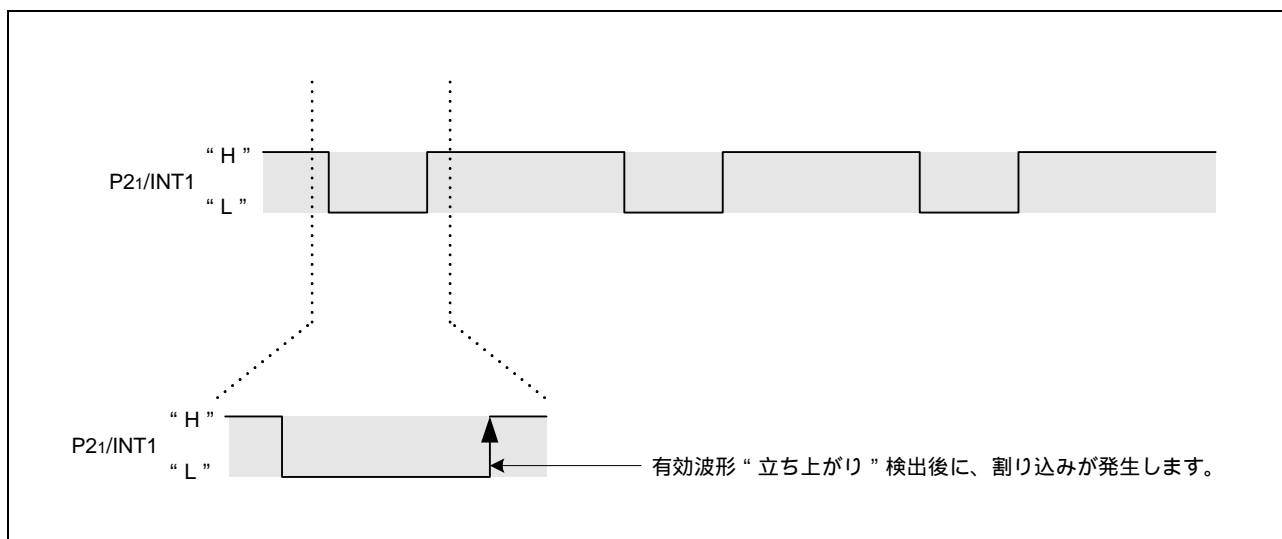 “ H ”
P21/INT1
“ L ”
“ H ”
P21/INT1
“ L ”
有効波形 “ 立ち上がり ” 検出後に、割り込みが発生します。